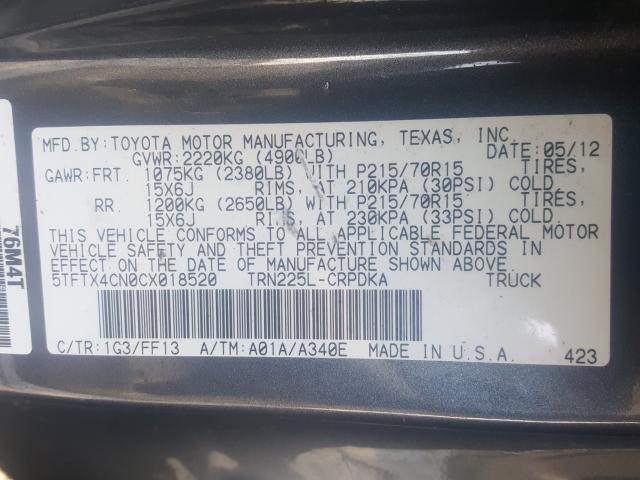 MFD.BY:TOYOTA MOTOR MANUFACTURING, TEXAS, INC.
GVWR:2220KG (4900LB) DATE:05/12
GAWR:FRT. 1075KG (2380LB) WITH P215/70R15 TIRES,
15X6J RIMS, AT 210KPA (30PSI) COLD.
RR. 1200KG (2650LB) WITH P215/70R15 TIRES,
15X6J RIMS, AT 230KPA (33PSI) COLD.
THIS VEHICLE CONFORMS TO ALL APPLICABLE FEDERAL MOTOR
VEHICLE SAFETY AND THEFT PREVENTION STANDARDS IN
EFFECT ON THE DATE OF MANUFACTURE SHOWN ABOVE.
5TFTX4CN0CX018520 TRN225L-CRPDKA TRUCK
C/TR:1G3/FF13 A/TM:A01A/A340E MADE IN U.S.A. 423
76M4T